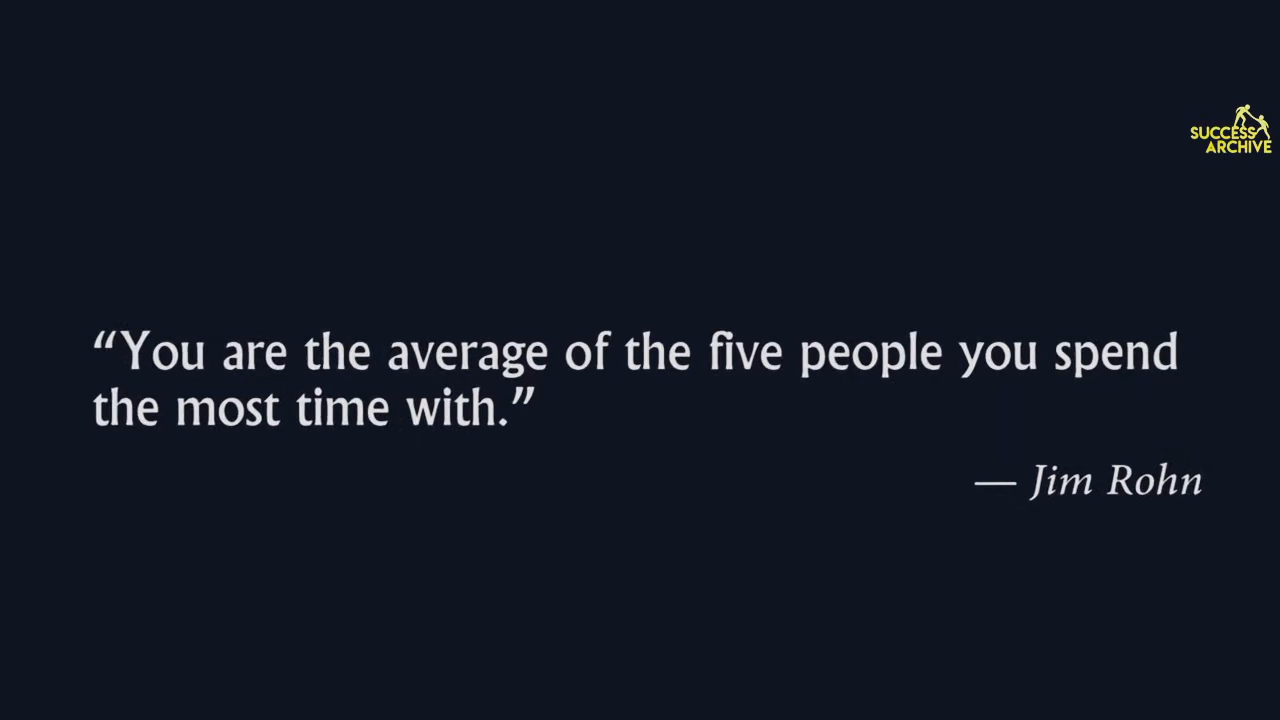 SUCCESS
ARCHIVE
“You are the average of the five people you spend
the most time with.”
— Jim Rohn